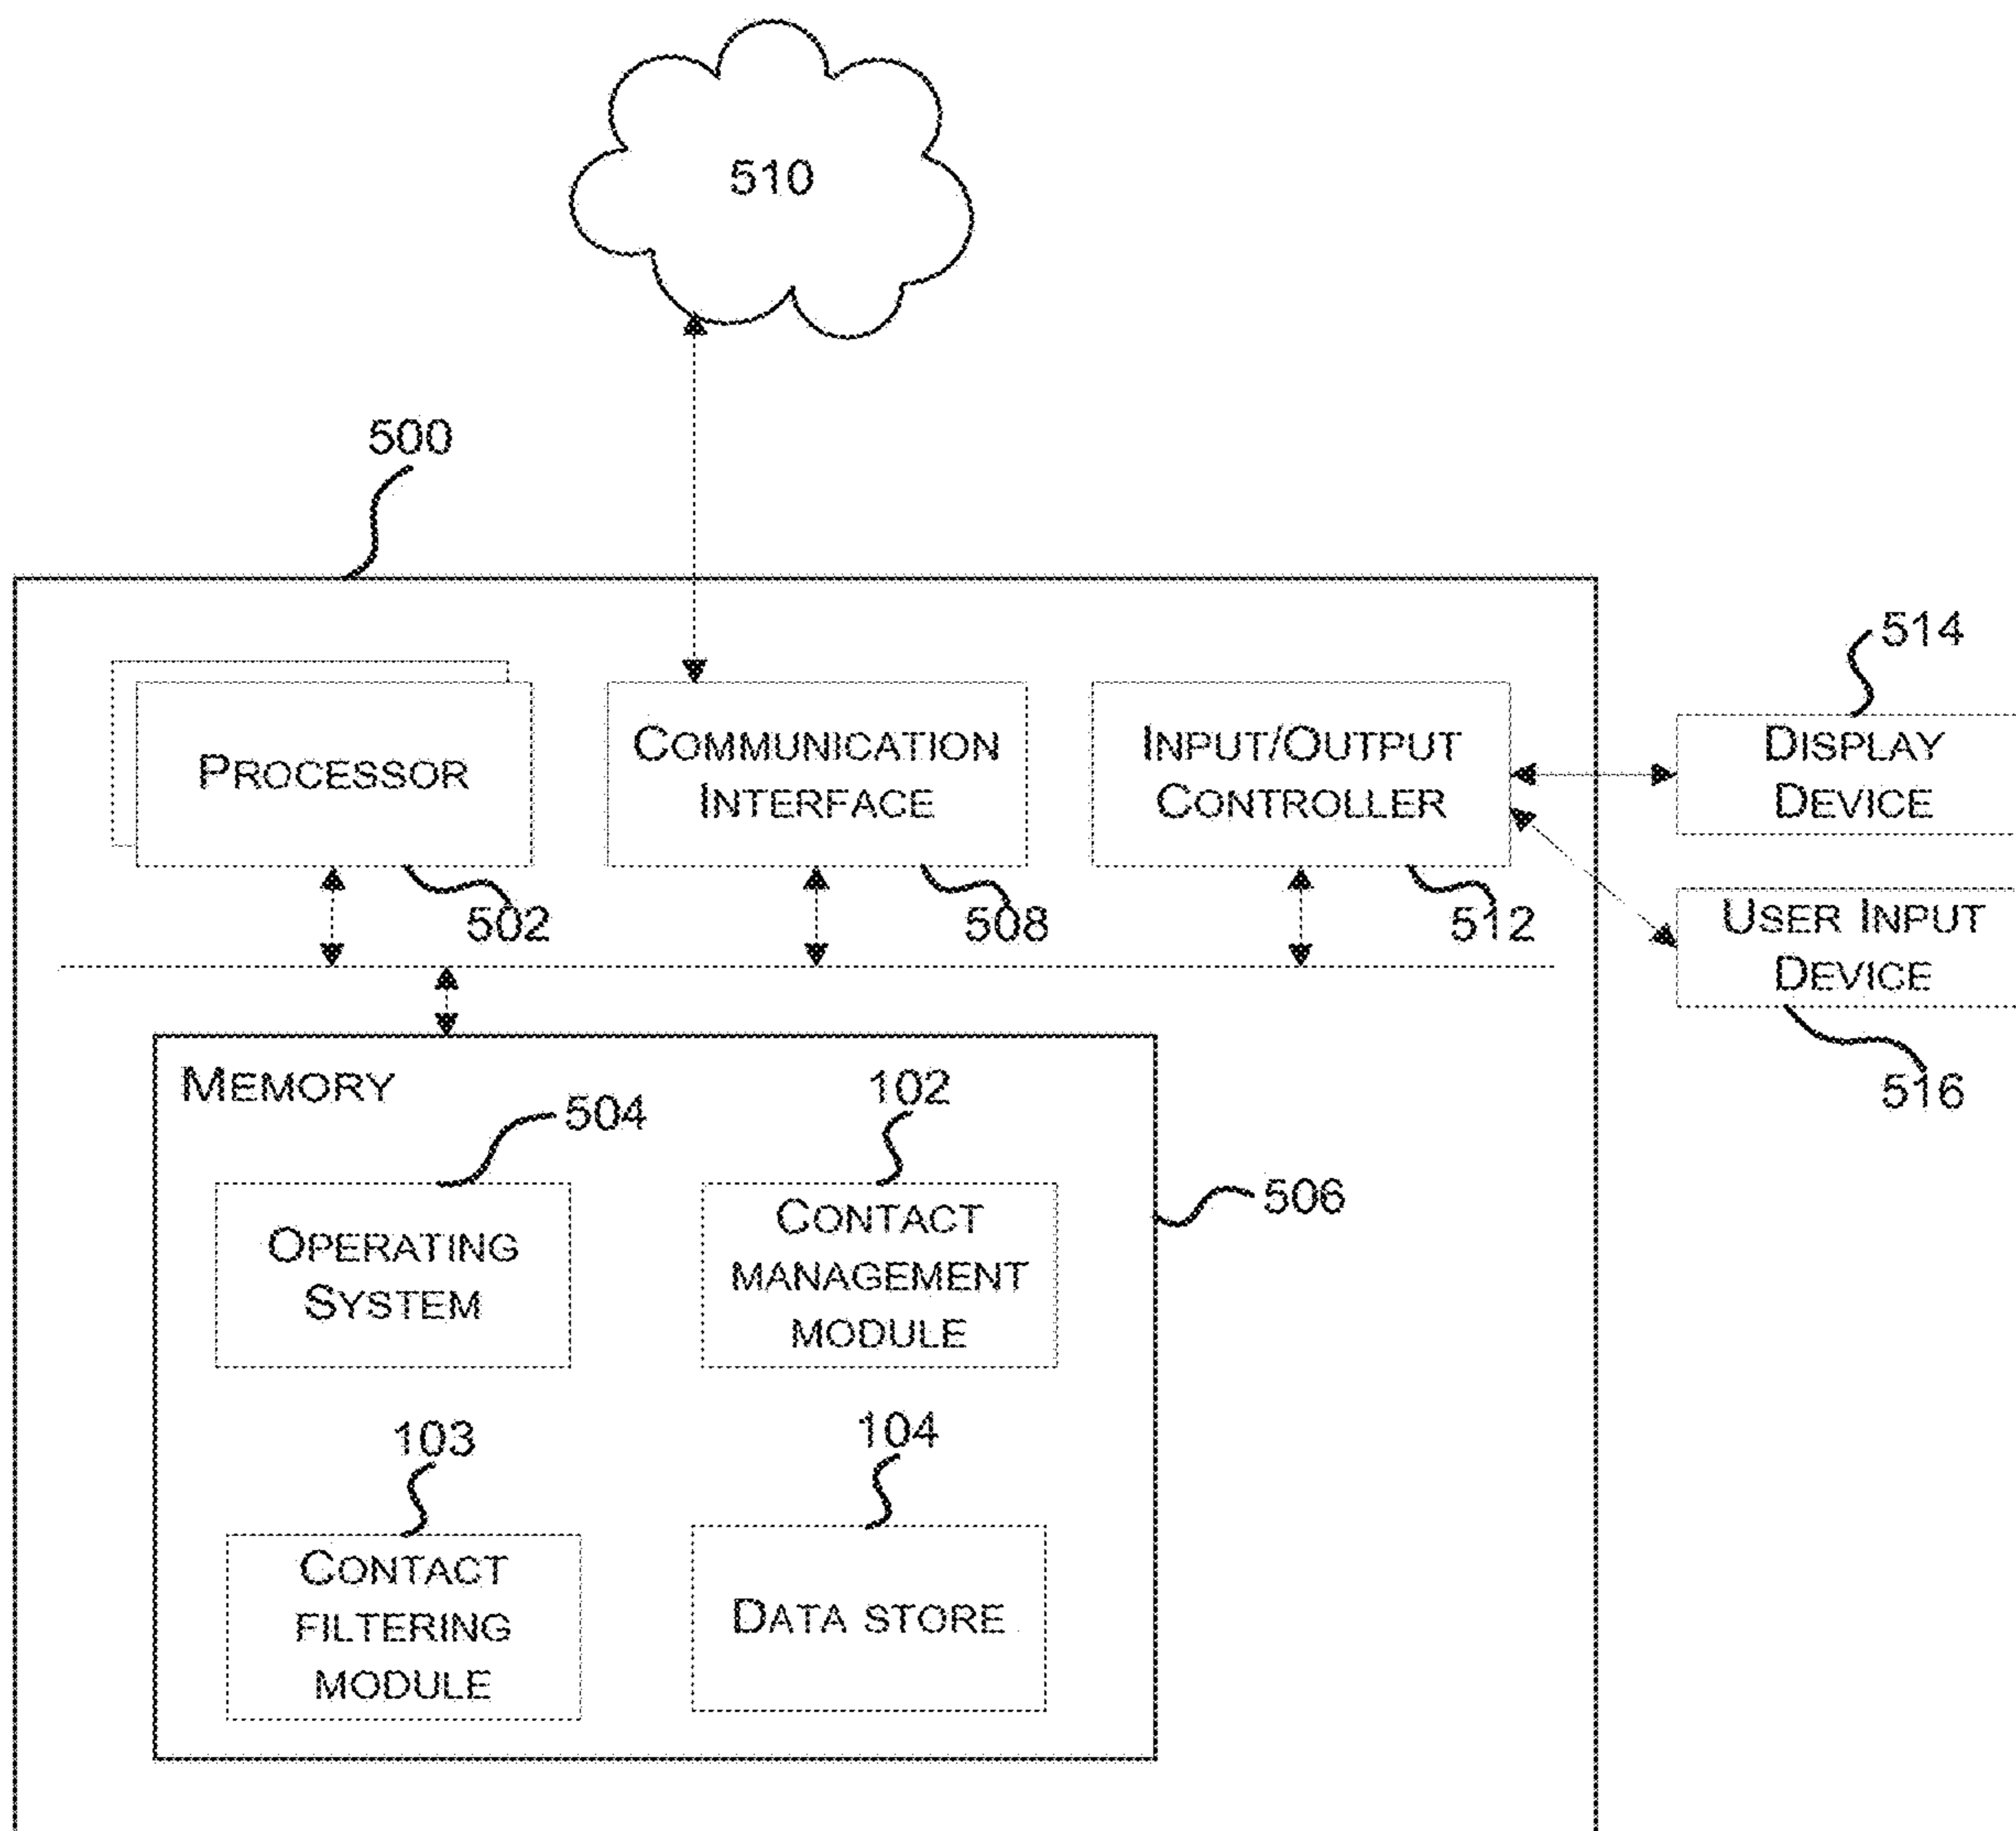 510
500
514
PROCESSOR
COMMUNICATION
INTERFACE
INPUT/OUTPUT
CONTROLLER
DISPLAY
DEVICE
502
508
512
USER INPUT
DEVICE
516
MEMORY
504
102
506
OPERATING
SYSTEM
CONTACT
MANAGEMENT
MODULE
103
104
CONTACT
FILTERING
MODULE
DATA STORE